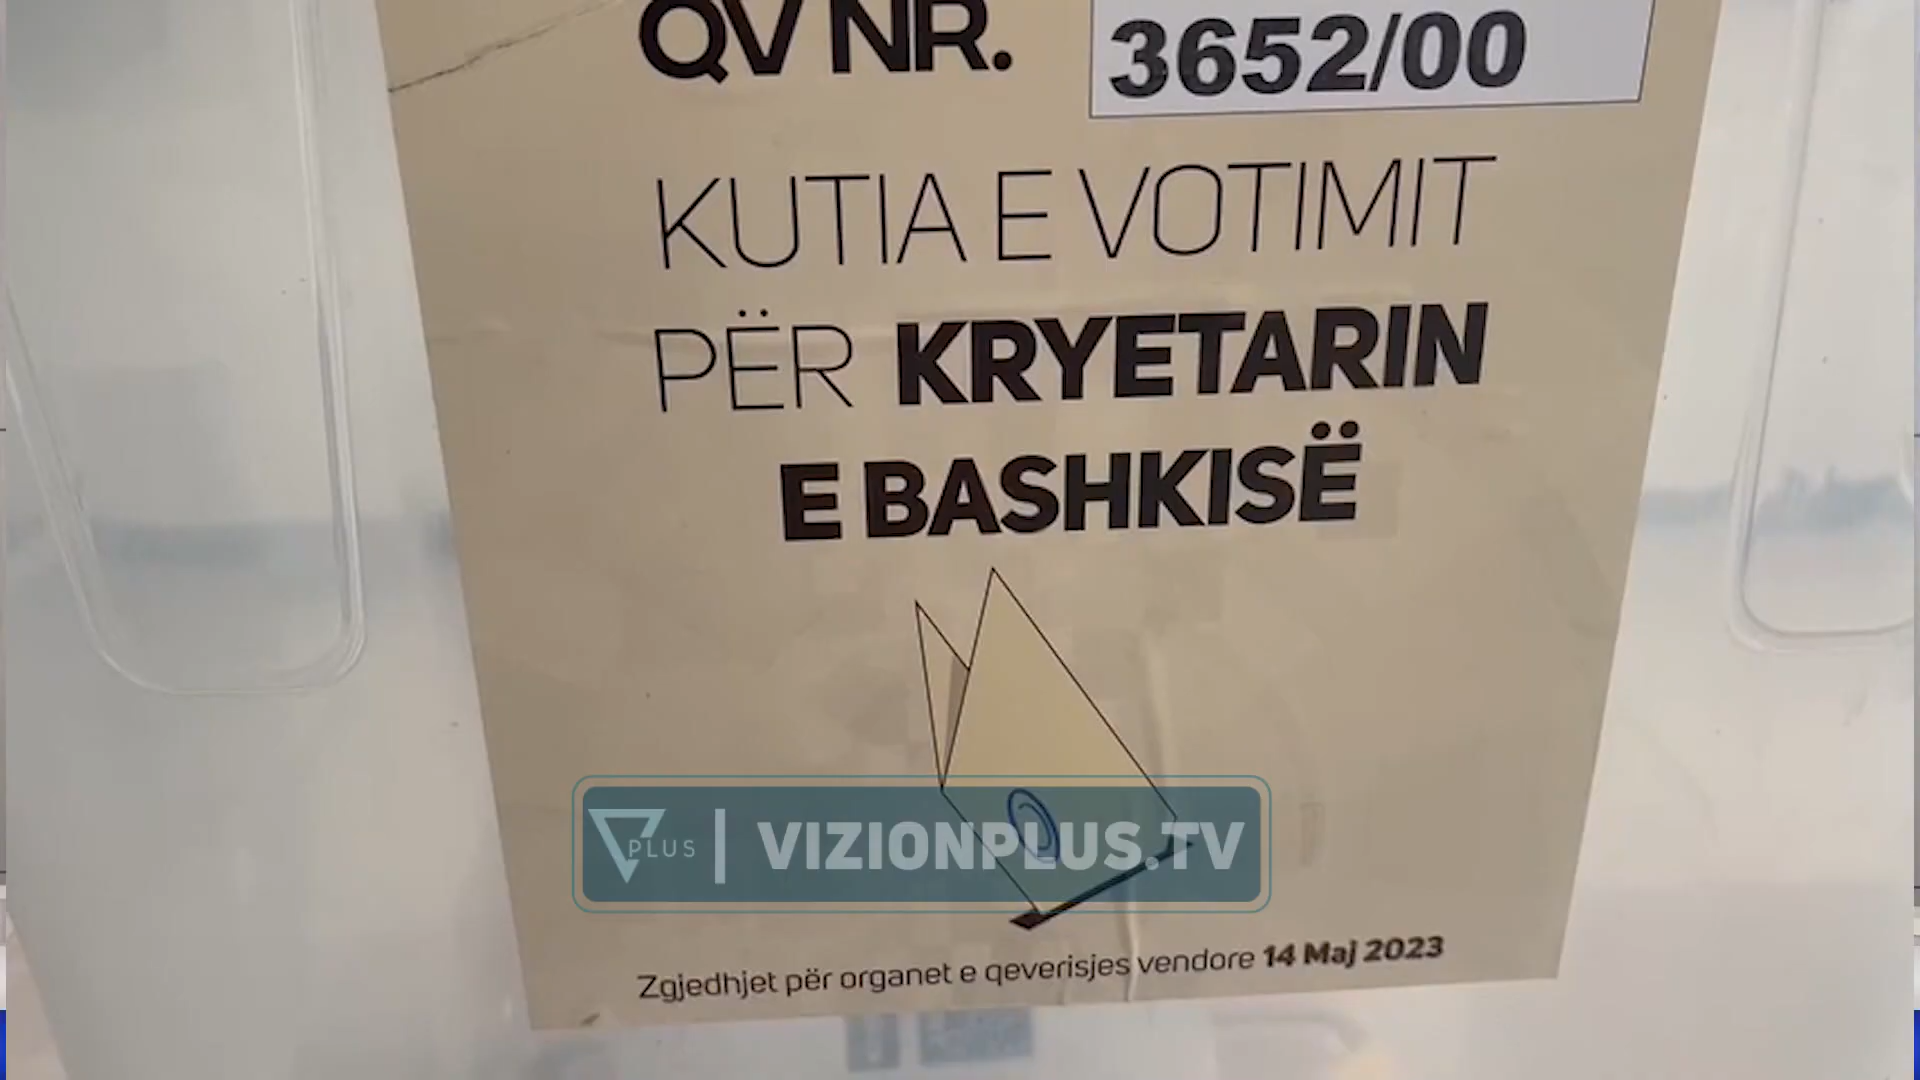 QV NR. 3652/00
KUTIA E VOTIMIT
PËR KRYETARIN
E BASHKISË
PLUS | VIZIONPLUS.TV
Zgjedhjet për organet e qeverisjes vendore 14 Maj 2023